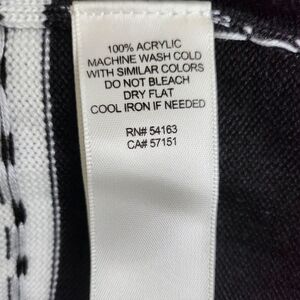 100% ACRYLIC
MACHINE WASH COLD
WITH SIMILAR COLORS
DO NOT BLEACH
DRY FLAT
COOL IRON IF NEEDED
RN# 54163
CA# 57151